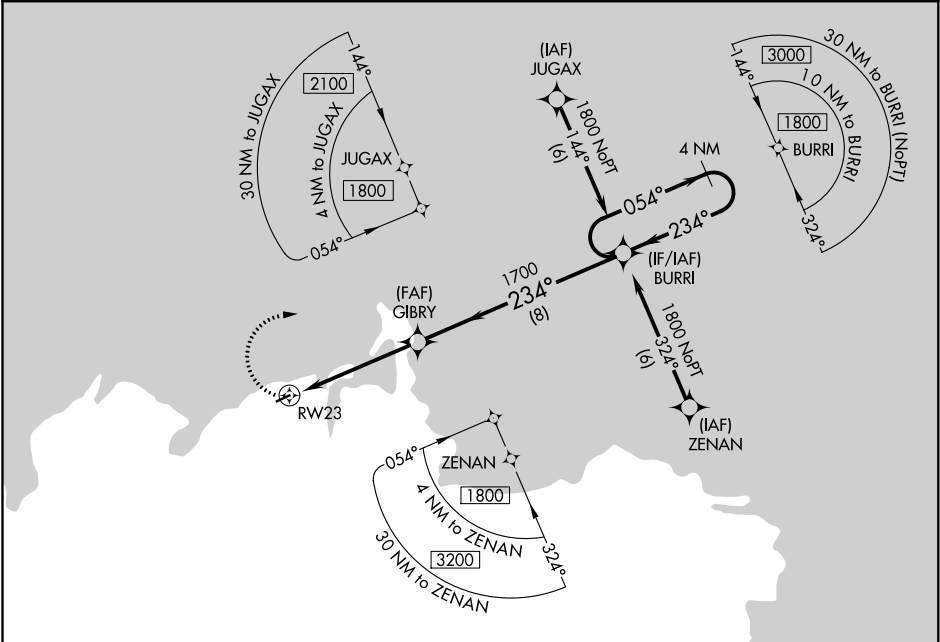 144°
2100
30 NM to JUGAX
4 NM to JUGAX
JUGAX
1800
054°
(IAF)
JUGAX
1800 NoPT
144°
(6)
4 NM
054°
234°
(IF/IAF)
BURRI
144°
3000
30 NM to BURRI (NoPT)
10 NM to BURRI
1800
BURRI
324°
1700
234°
(8)
(FAF)
GIBRY
1800 NoPT
324°
(6)
(IAF)
ZENAN
RW23
054°
ZENAN
1800
4 NM to ZENAN
324°
3200
30 NM to ZENAN